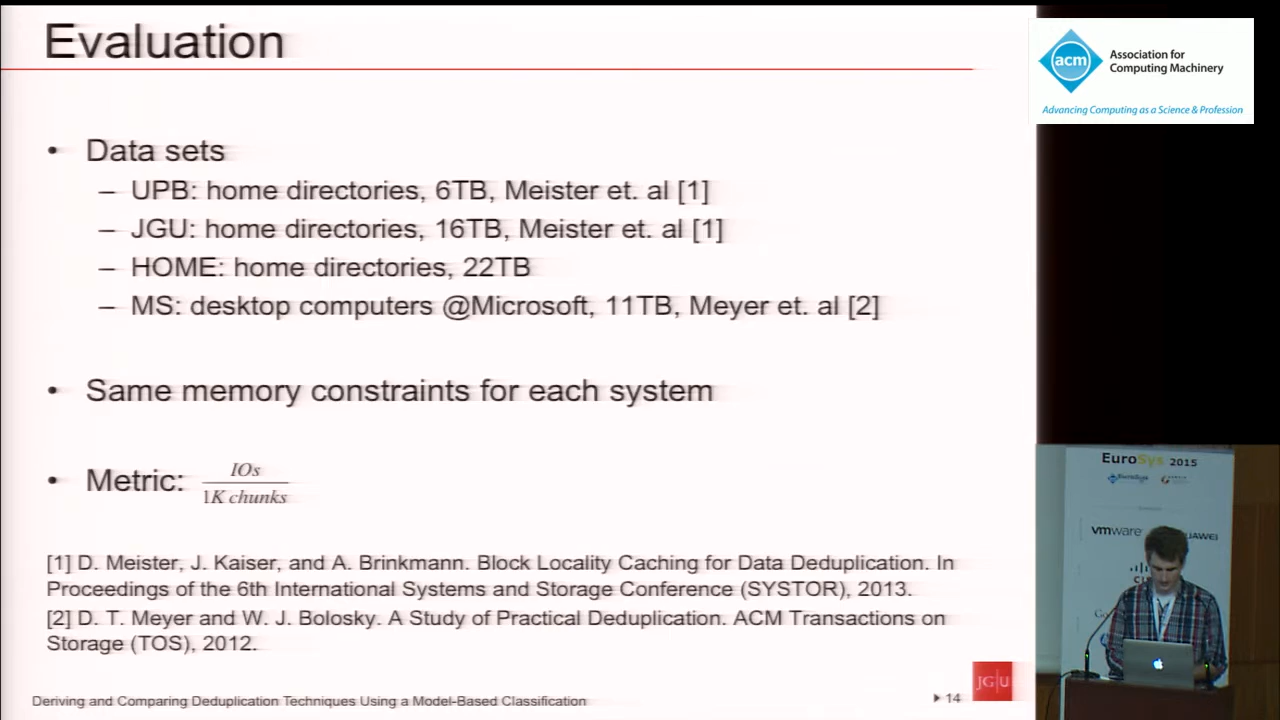 Evaluation
• Data sets
– UPB: home directories, 6TB, Meister et. al [1]
– JGU: home directories, 16TB, Meister et. al [1]
– HOME: home directories, 22TB
– MS: desktop computers @Microsoft, 11TB, Meyer et. al [2]
• Same memory constraints for each system
• Metric: IOs / 1K chunks
[1] D. Meister, J. Kaiser, and A. Brinkmann. Block Locality Caching for Data Deduplication. In
Proceedings of the 6th International Systems and Storage Conference (SYSTOR), 2013.
[2] D. T. Meyer and W. J. Bolosky. A Study of Practical Deduplication. ACM Transactions on
Storage (TOS), 2012.
Deriving and Comparing Deduplication Techniques Using a Model-Based Classification
14
JG|U
acm
Association for
Computing Machinery
Advancing Computing as a Science & Profession
EuroSys 2015
vmware